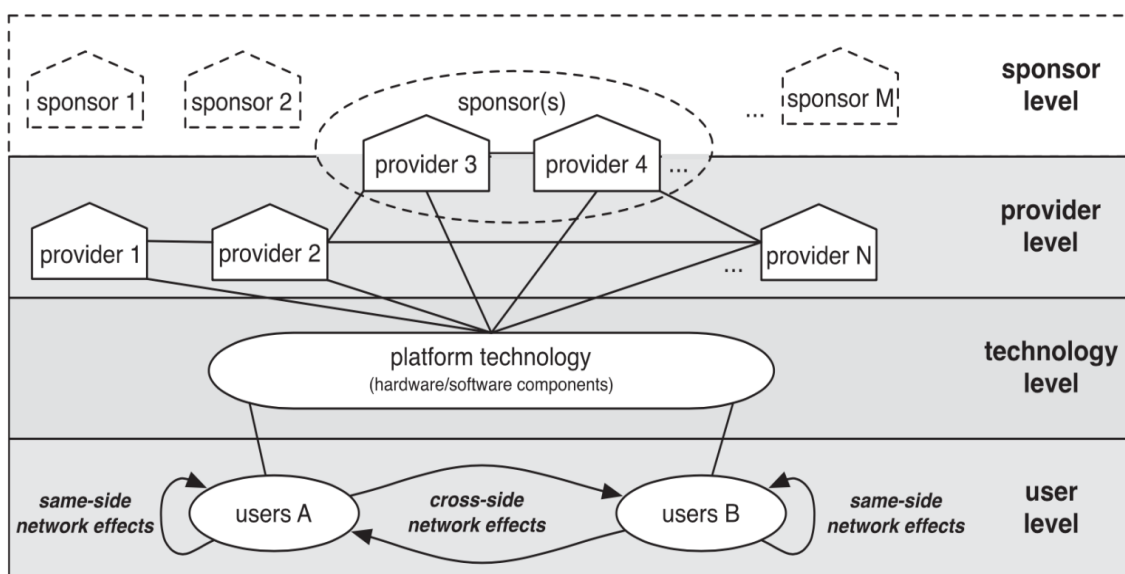 sponsor 1
sponsor 2
sponsor(s)
... sponsor M
sponsor
level
provider 3
provider 4
...
provider 1
provider 2
... provider N
provider
level
platform technology
(hardware/software components)
technology
level
same-side
network effects
users A
cross-side
network effects
users B
same-side
network effects
user
level